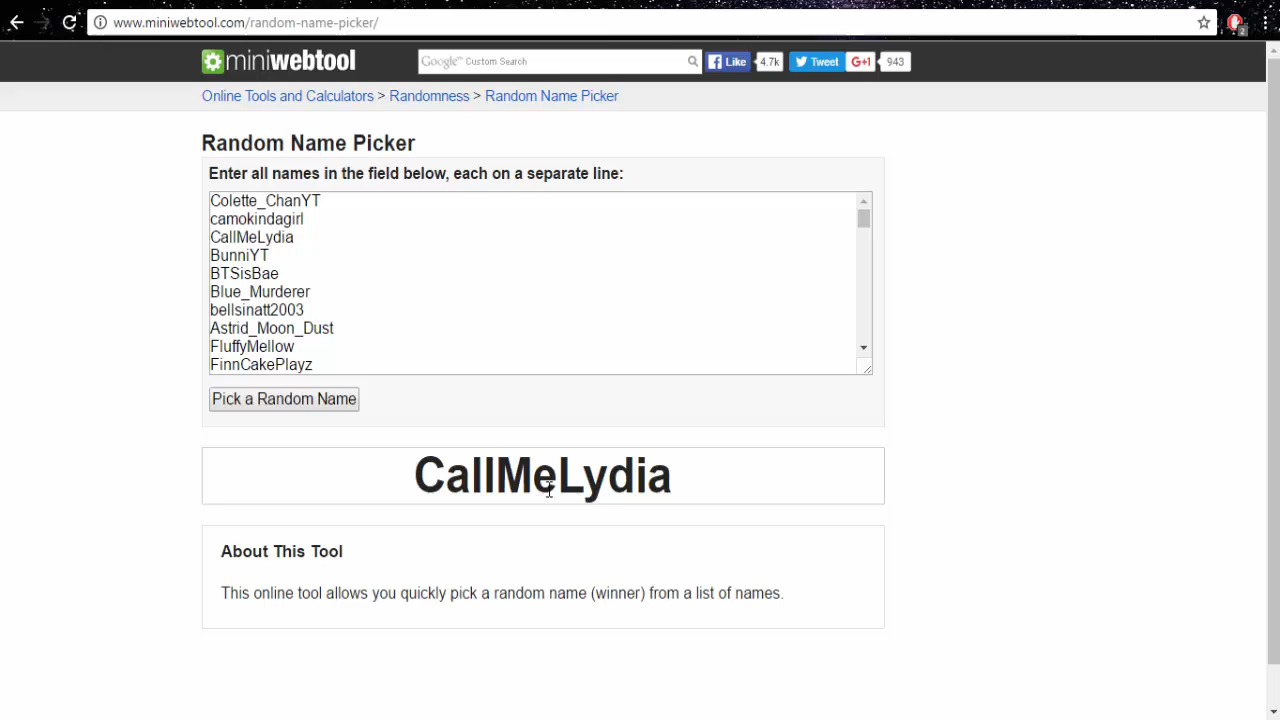 www.miniwebtool.com/random-name-picker/
2
miniwebtool
Google™ Custom Search
Like
4.7k
Tweet
G+1
943
Online Tools and Calculators > Randomness > Random Name Picker
Random Name Picker
Enter all names in the field below, each on a separate line:
Colette_ChanYT
camokindagirl
CallMeLydia
BunniYT
BTSisBae
Blue_Murderer
bellsinatt2003
Astrid_Moon_Dust
FluffyMellow
FinnCakePlayz
Pick a Random Name
CallMeLydia
About This Tool
This online tool allows you quickly pick a random name (winner) from a list of names.